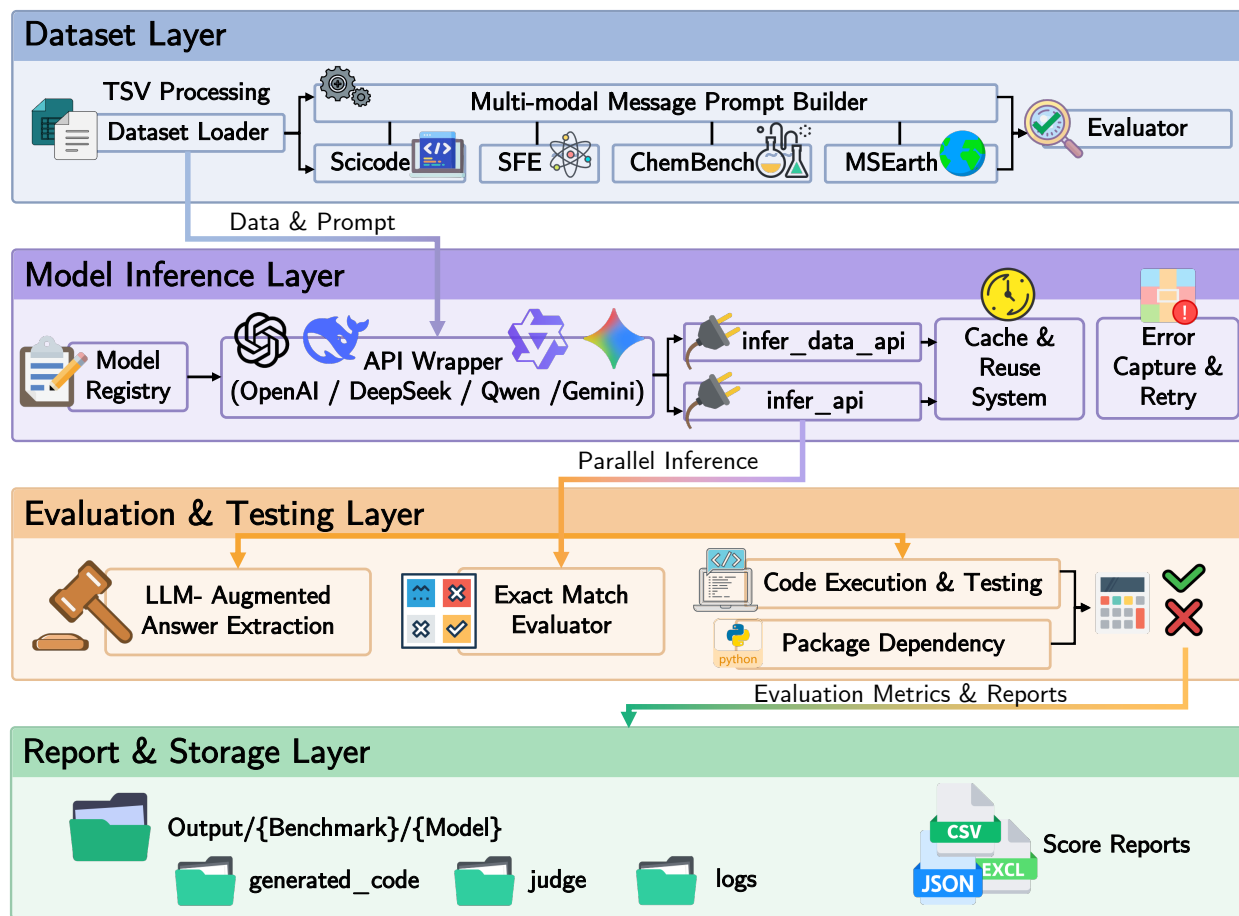 Dataset Layer
TSV Processing
Dataset Loader
Multi-modal Message Prompt Builder
Scicode
</>
SFE
ChemBench
MSEarth
Evaluator
Data & Prompt
Model Inference Layer
Model
Registry
API Wrapper
(OpenAI / DeepSeek / Qwen /Gemini)
infer_data_api
infer_api
Cache &
Reuse
System
!
Error
Capture &
Retry
Parallel Inference
Evaluation & Testing Layer
LLM- Augmented
Answer Extraction
Exact Match
Evaluator
</>
Code Execution & Testing
python
Package Dependency
Evaluation Metrics & Reports
Report & Storage Layer
Output/{Benchmark}/{Model}
generated_code
judge
logs
CSV
EXCL
JSON
Score Reports